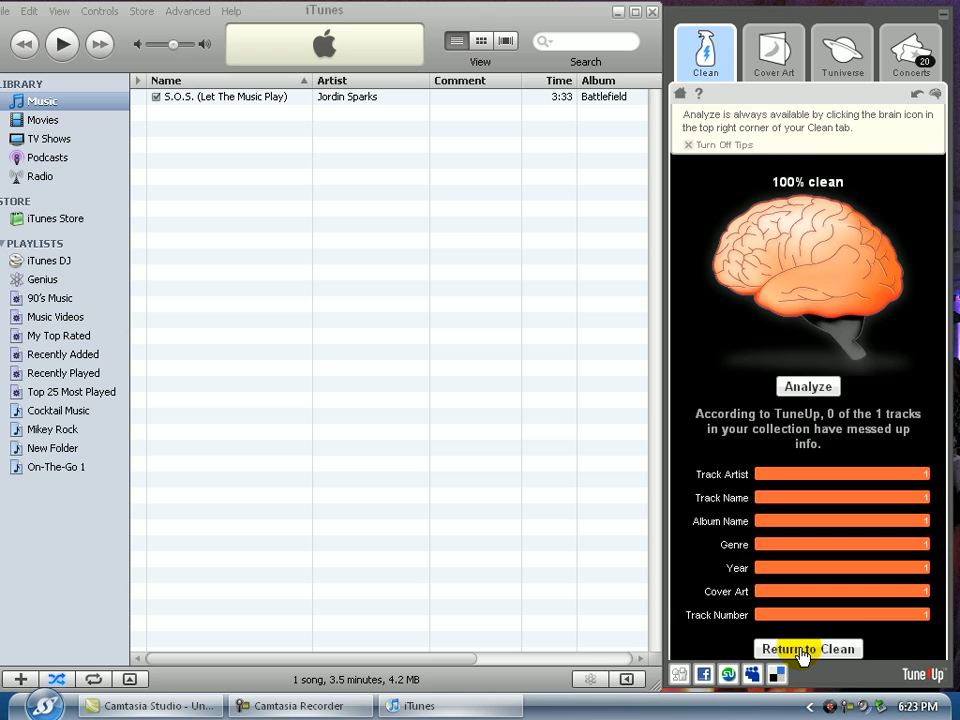 ile Edit View Controls Store Advanced Help
iTunes
View
Search
LIBRARY
Music
Movies
TV Shows
Podcasts
Radio
STORE
iTunes Store
PLAYLISTS
iTunes DJ
Genius
90's Music
Music Videos
My Top Rated
Recently Added
Recently Played
Top 25 Most Played
Cocktail Music
Mikey Rock
New Folder
On-The-Go 1
Name Artist Comment Time Album
S.O.S. (Let The Music Play) Jordin Sparks 3:33 Battlefield
1 song, 3.5 minutes, 4.2 MB
Clean Cover Art Tuniverse Concerts
20
?
Analyze is always available by clicking the brain icon in
the top right corner of your Clean tab.
Turn Off Tips
100% clean
Analyze
According to TuneUp, 0 of the 1 tracks
in your collection have messed up
info.
Track Artist 1
Track Name 1
Album Name 1
Genre 1
Year 1
Cover Art 1
Track Number 1
Return to Clean
TuneUp
Camtasia Studio - Un... Camtasia Recorder iTunes
6:23 PM